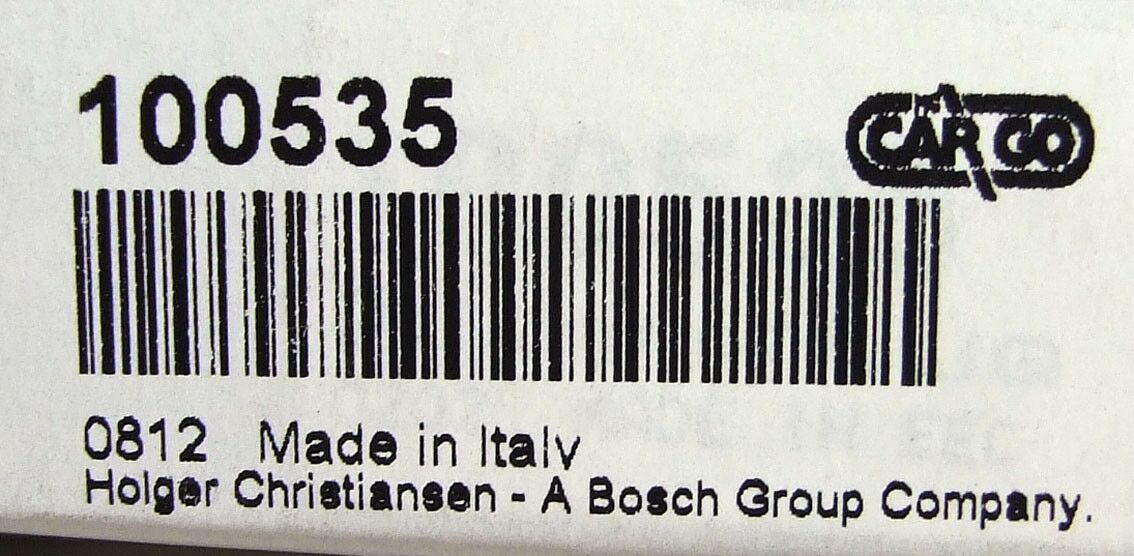 100535
CARGO
0812 Made in Italy
Holger Christiansen - A Bosch Group Company.